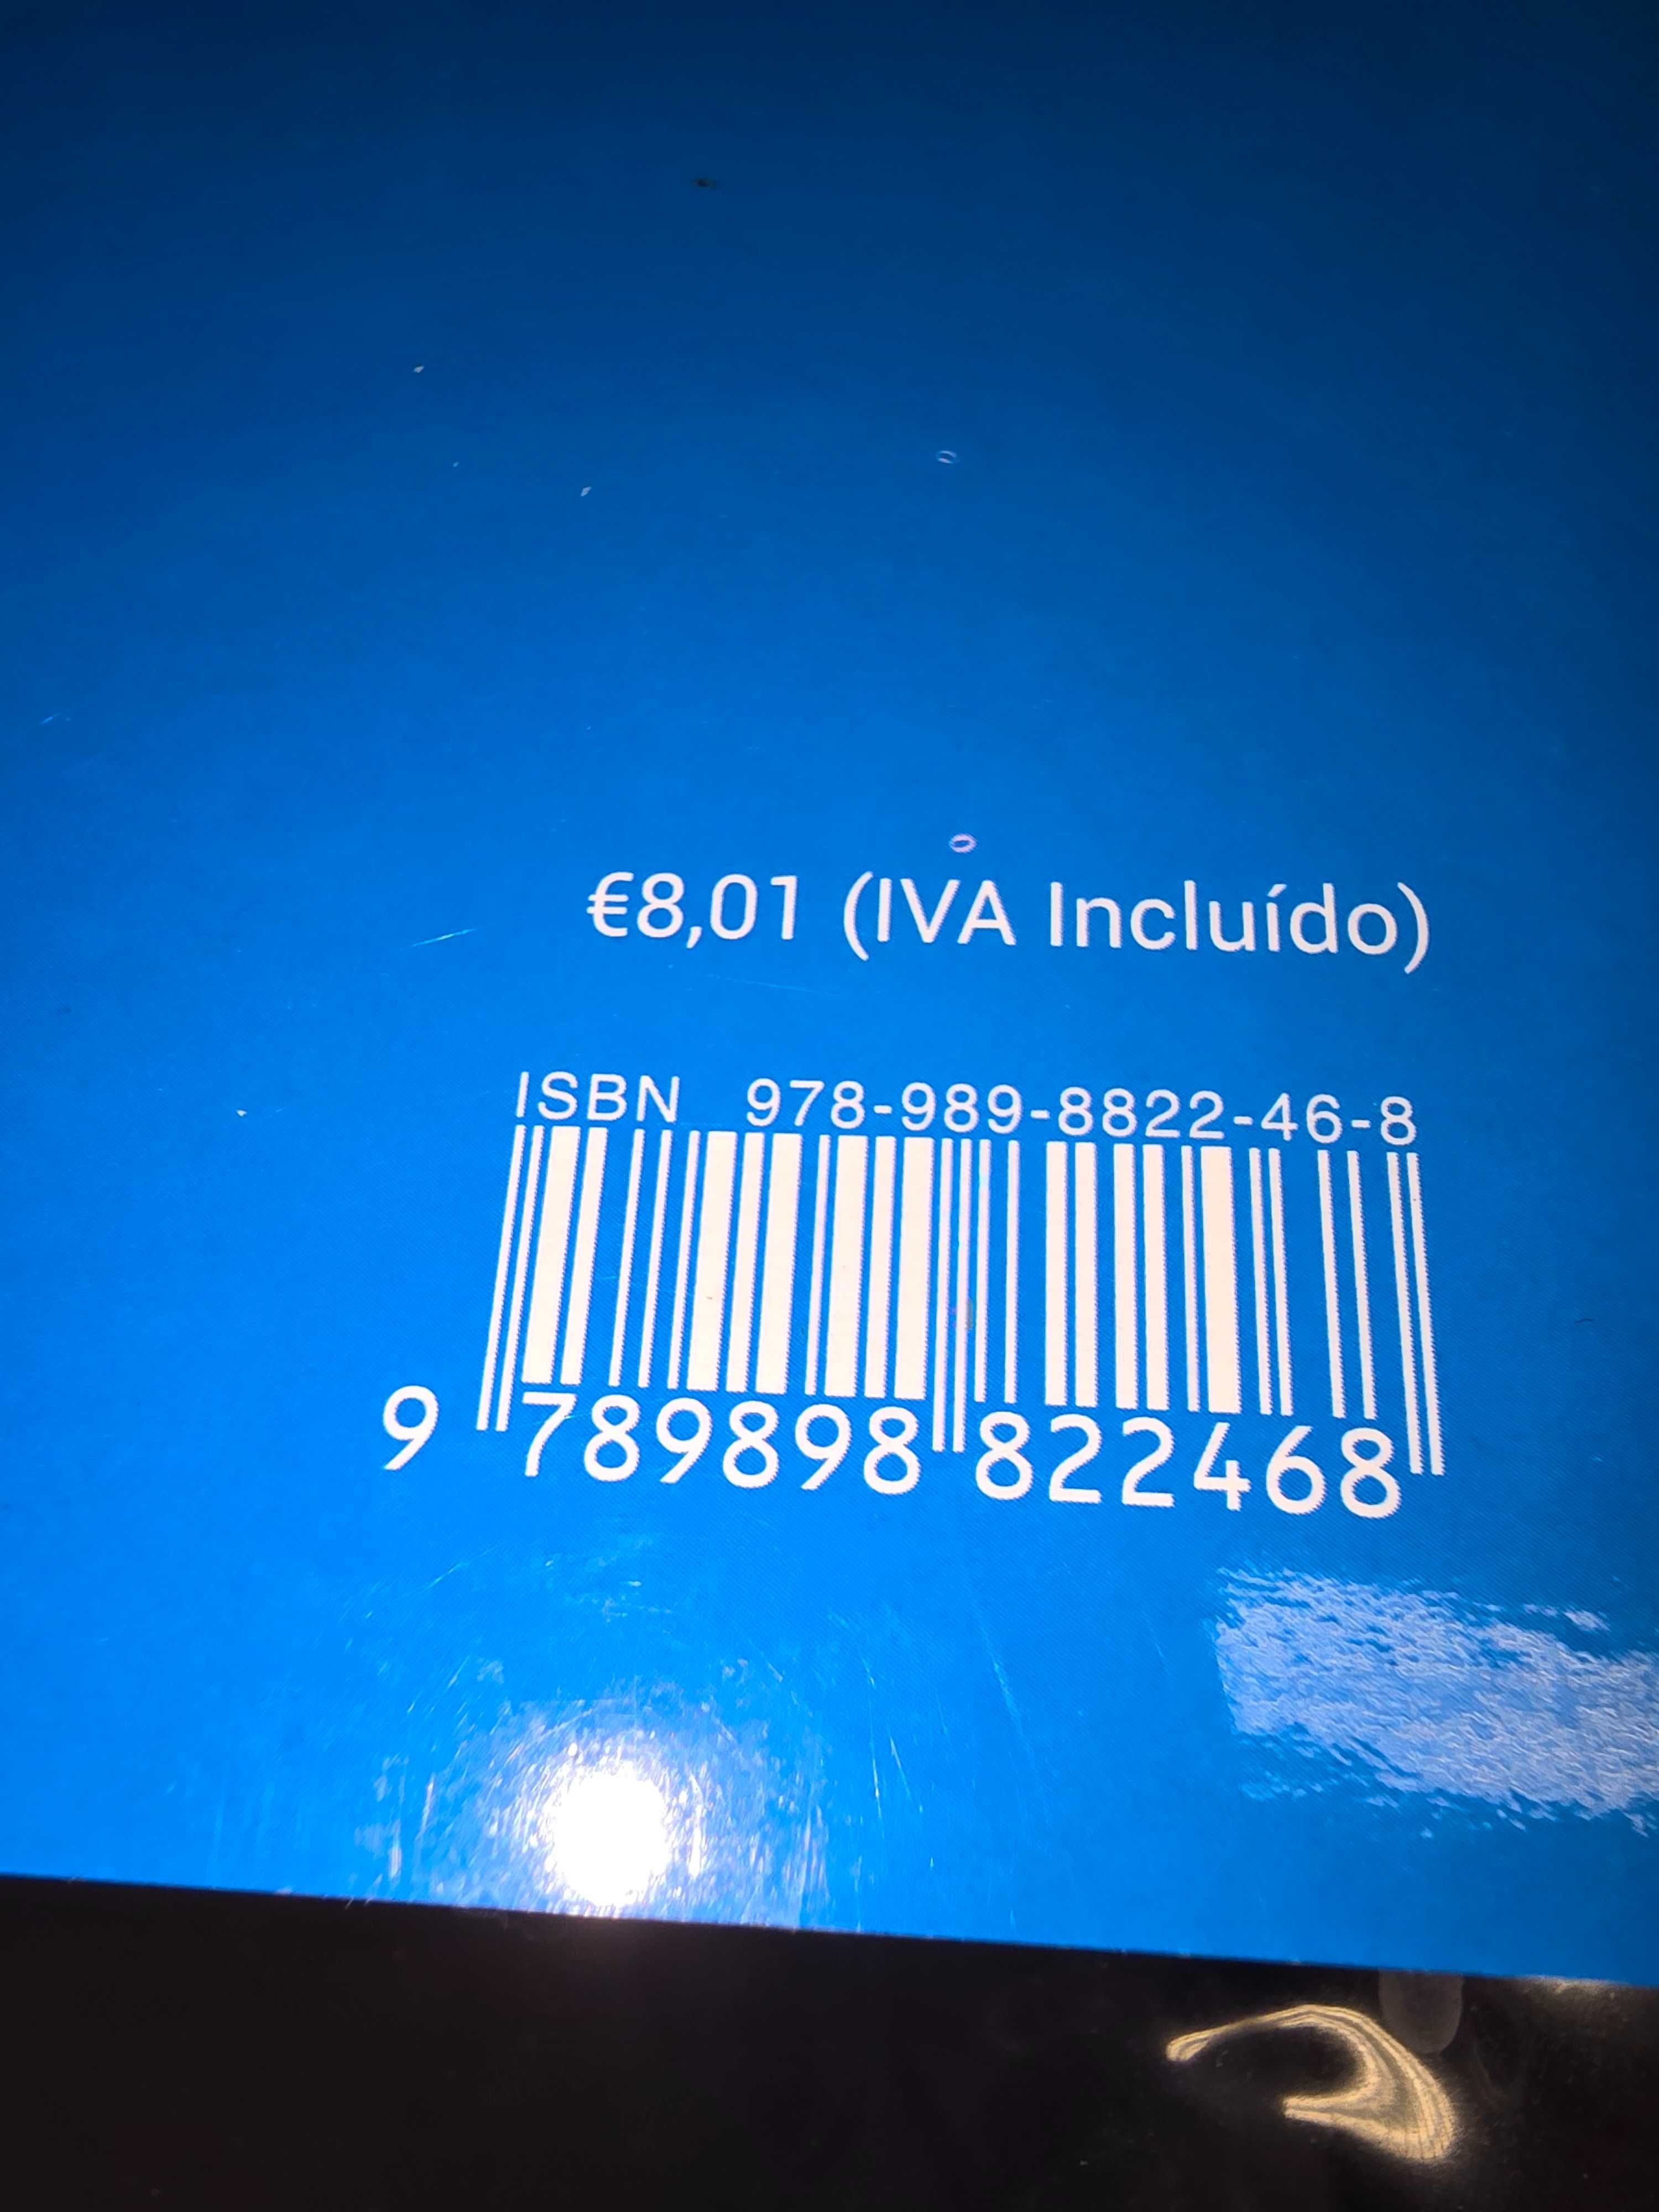 €8,01 (IVA Incluído)
ISBN 978-989-8822-46-8
9 789898 822468